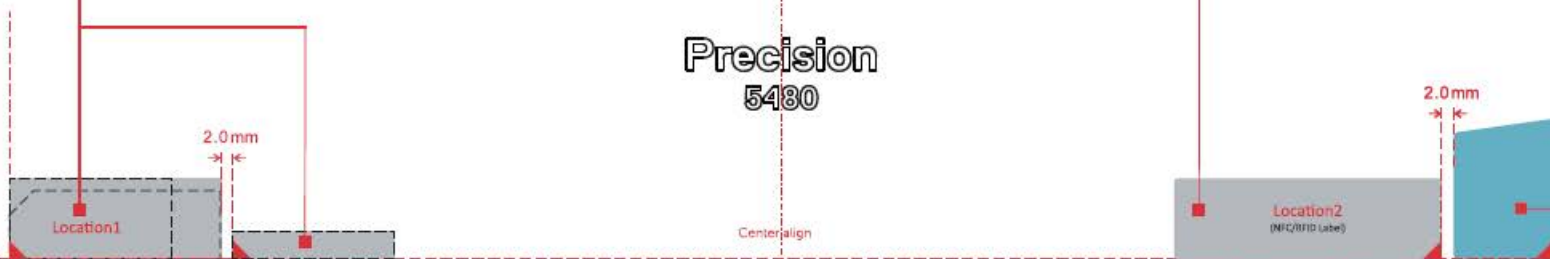 Precision
5480
2.0mm
2.0mm
Location1
Location2
(NFC/RFID Label)
Center align